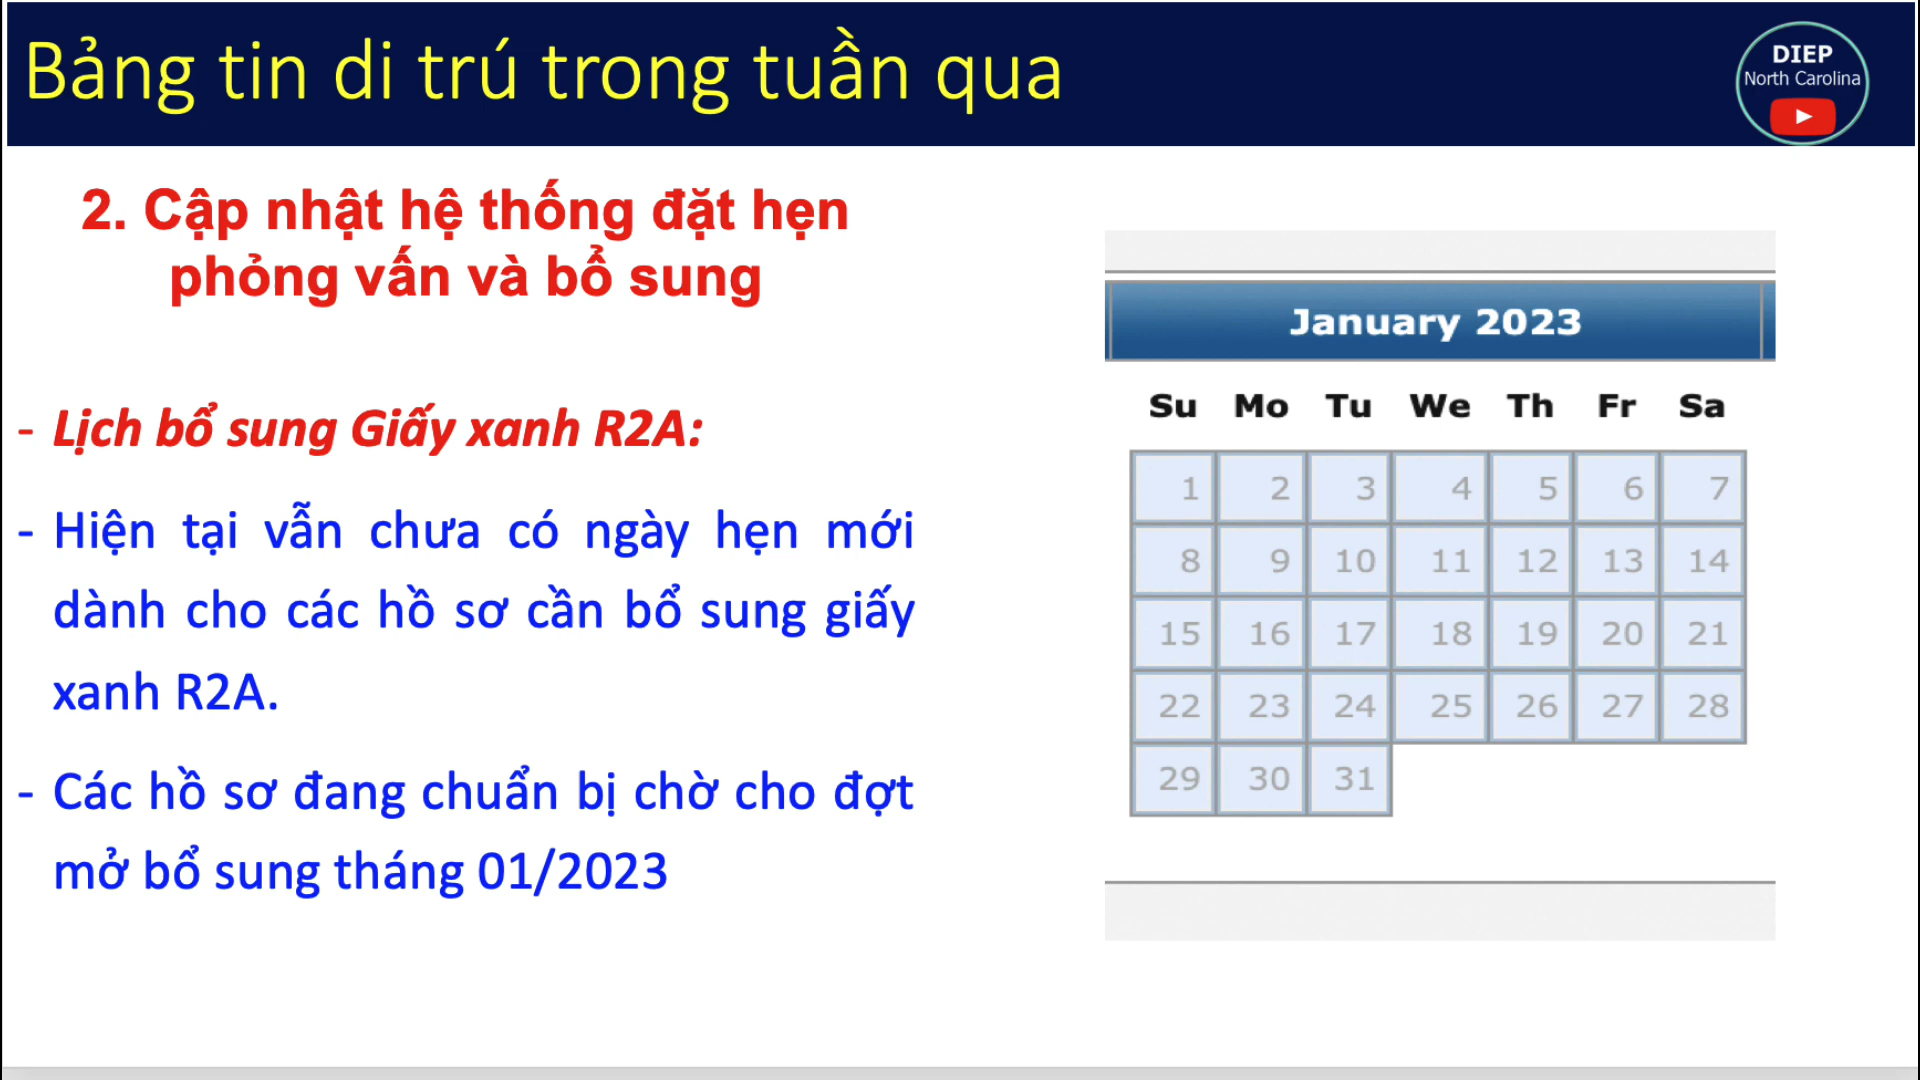 Bảng tin di trú trong tuần qua
DIEP
North Carolina
2. Cập nhật hệ thống đặt hẹn
phỏng vấn và bổ sung
- Lịch bổ sung Giấy xanh R2A:
- Hiện tại vẫn chưa có ngày hẹn mới
dành cho các hồ sơ cần bổ sung giấy
xanh R2A.
- Các hồ sơ đang chuẩn bị chờ cho đợt
mở bổ sung tháng 01/2023
January 2023
Su Mo Tu We Th Fr Sa
1 2 3 4 5 6 7
8 9 10 11 12 13 14
15 16 17 18 19 20 21
22 23 24 25 26 27 28
29 30 31